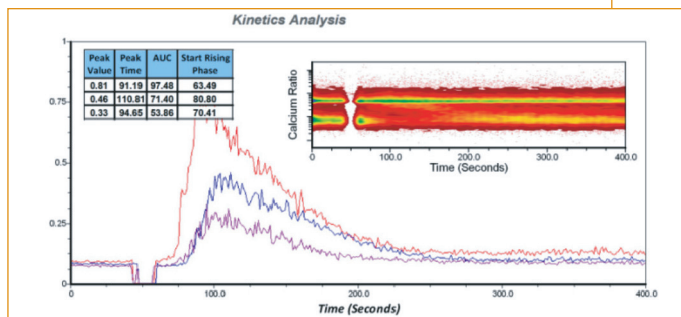 Kinetics Analysis
1
0.75
0.5
0.25
0
Peak Value Peak Time AUC Start Rising Phase
0.81 91.19 97.48 63.49
0.46 110.81 71.40 80.80
0.33 94.65 53.86 70.41
Calcium Ratio
0 100.0 200.0 300.0 400.0
Time (Seconds)
0 100.0 200.0 300.0 400.0
Time (Seconds)